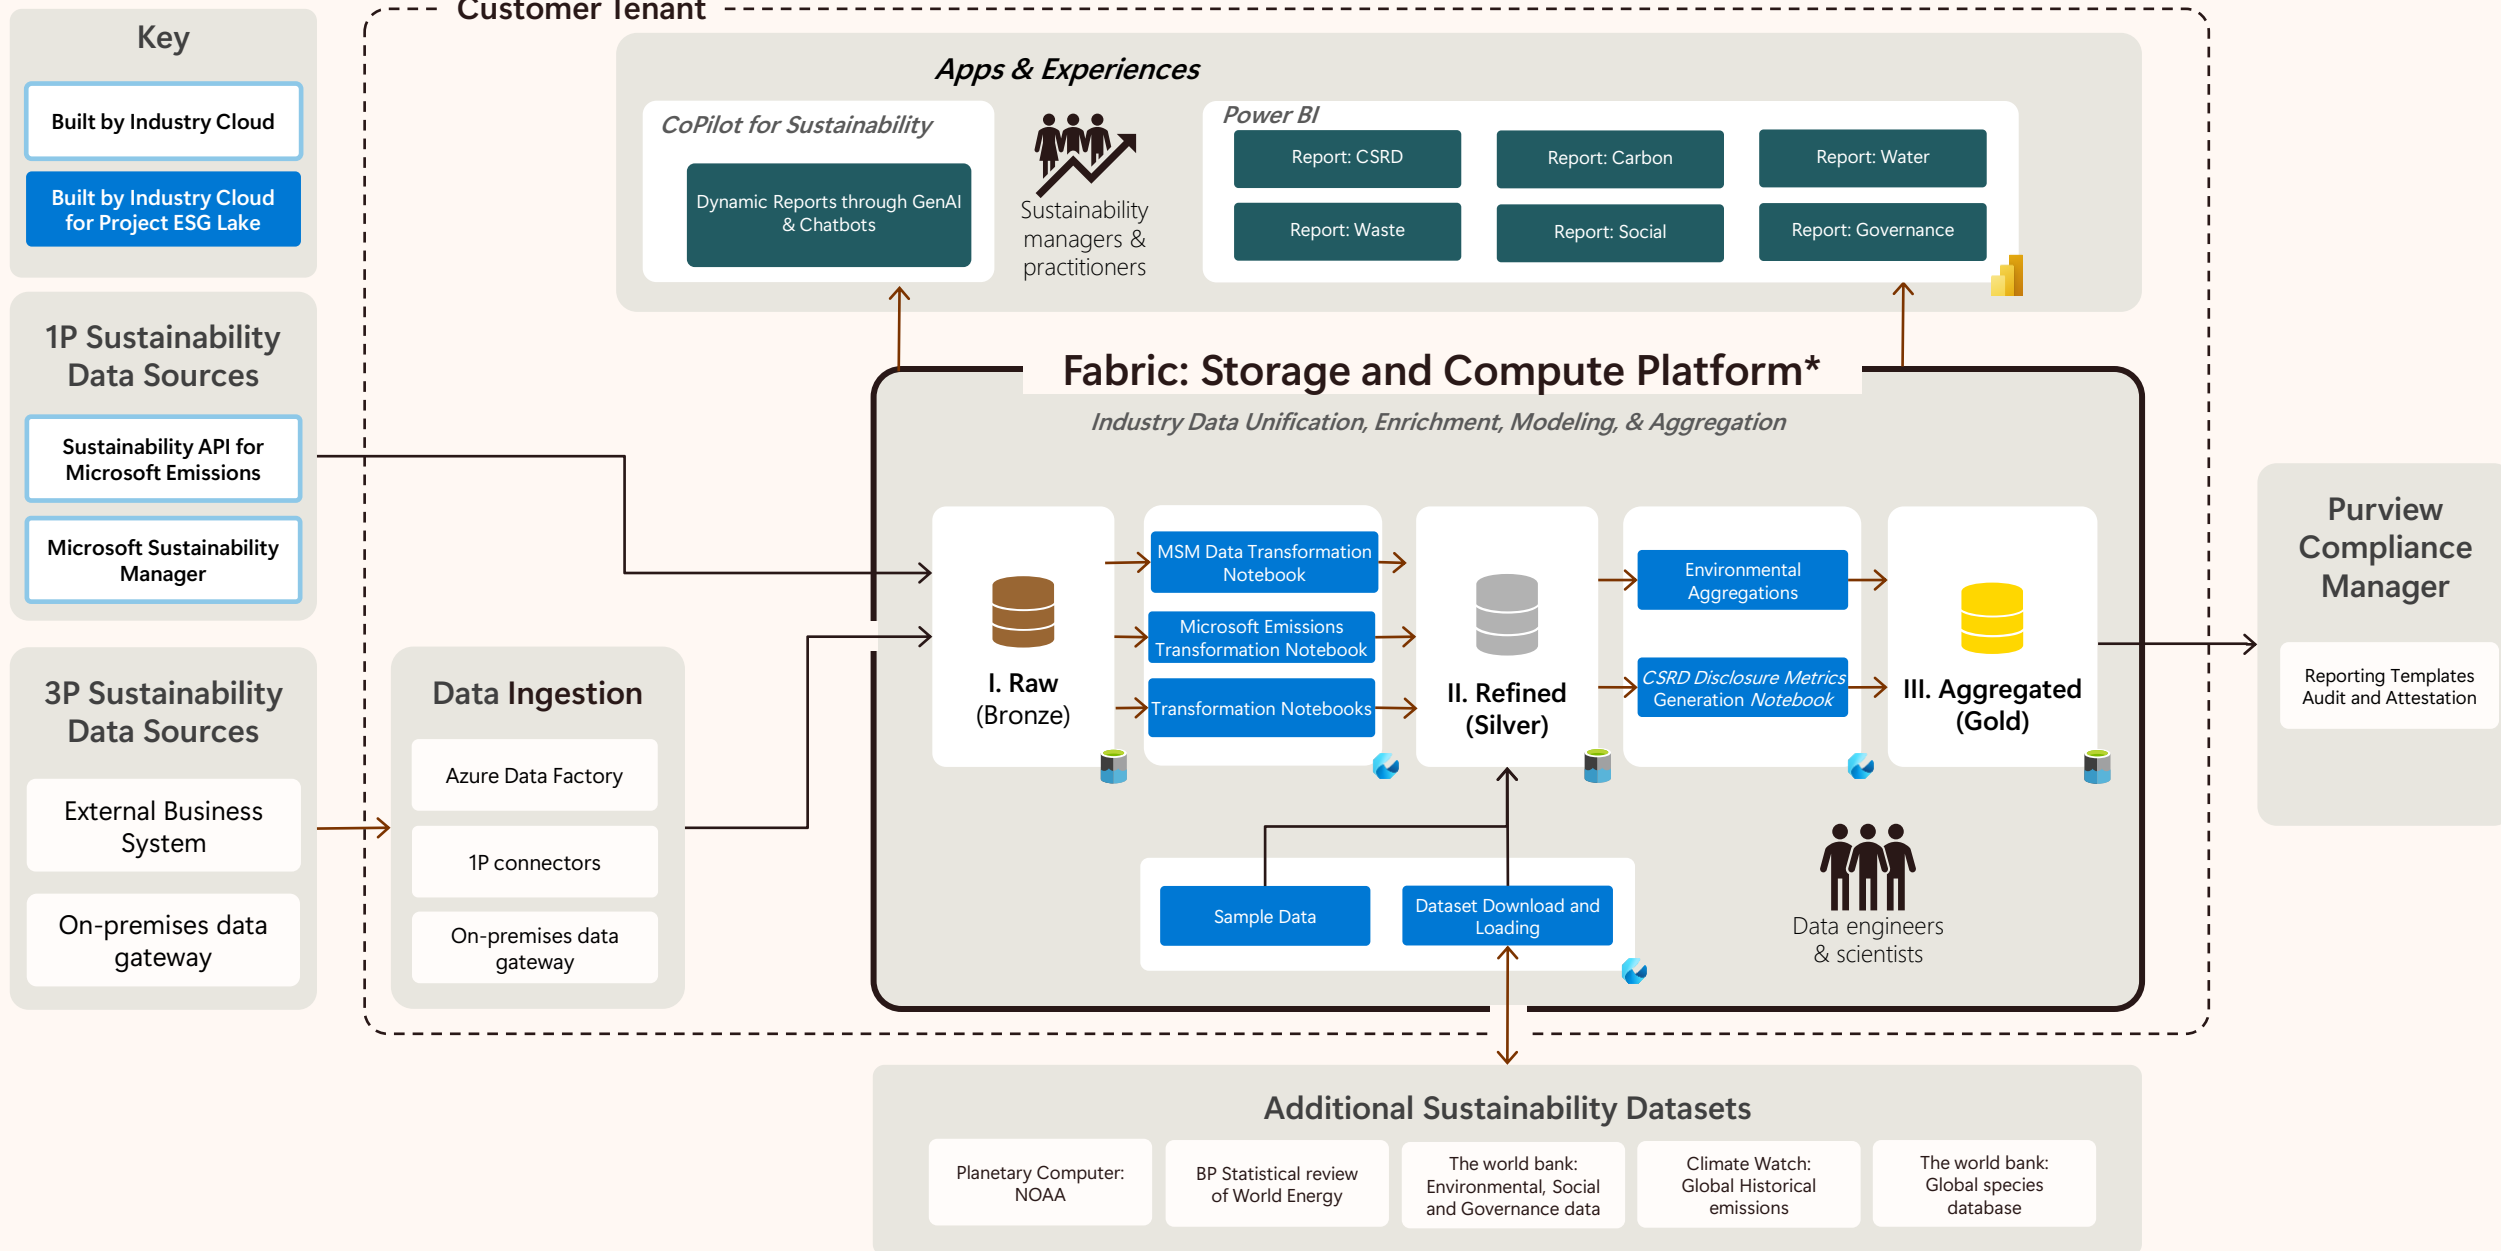 Customer Tenant
Key
Built by Industry Cloud
Built by Industry Cloud
for Project ESG Lake
1P Sustainability
Data Sources
Sustainability API for
Microsoft Emissions
Microsoft Sustainability
Manager
3P Sustainability
Data Sources
External Business
System
On-premises data
gateway
Data Ingestion
Azure Data Factory
1P connectors
On-premises data
gateway
Apps & Experiences
CoPilot for Sustainability
Dynamic Reports through GenAI
& Chatbots
Sustainability
managers &
practitioners
Power BI
Report: CSRD
Report: Carbon
Report: Water
Report: Waste
Report: Social
Report: Governance
Fabric: Storage and Compute Platform*
Industry Data Unification, Enrichment, Modeling, & Aggregation
I. Raw
(Bronze)
MSM Data Transformation
Notebook
Microsoft Emissions
Transformation Notebook
Transformation Notebooks
II. Refined
(Silver)
Environmental
Aggregations
CSRD Disclosure Metrics
Generation Notebook
III. Aggregated
(Gold)
Sample Data
Dataset Download and
Loading
Data engineers
& scientists
Purview
Compliance
Manager
Reporting Templates
Audit and Attestation
Additional Sustainability Datasets
Planetary Computer:
NOAA
BP Statistical review
of World Energy
The world bank:
Environmental, Social
and Governance data
Climate Watch:
Global Historical
emissions
The world bank:
Global species
database